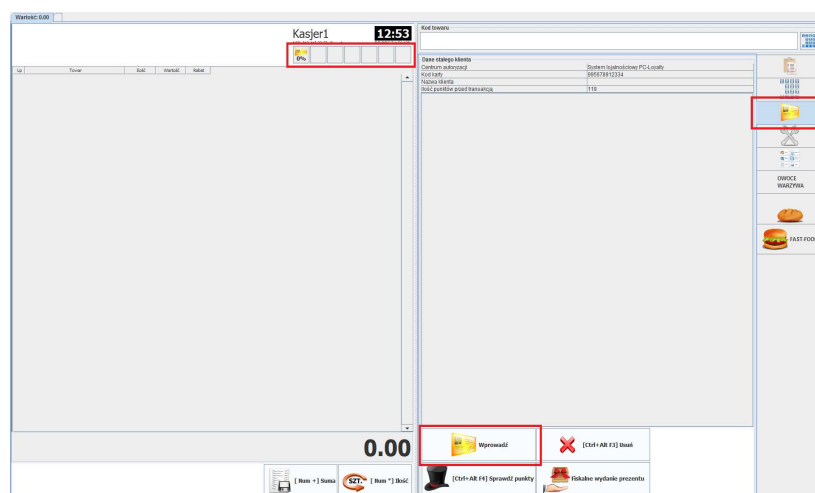 Wartość: 0.00
Kasjer1
12:53
0%
Lp
Towar
Ilość
Wartość
Rabat
Kod towaru
Dane stałego klienta
Centrum autoryzacji
System lojalnościowy PC-Loyalty
Kod karty
995678912334
Nazwa klienta
Ilość punktów przed transakcją
119
OWOCE
WARZYWA
FAST-FOOD
0.00
Wprowadź
[Ctrl+Alt F3] Usuń
[ Num +] Suma
SZT.
[ Num *] Ilość
[Ctrl+Alt F4] Sprawdź punkty
Fiskalne wydanie prezentu